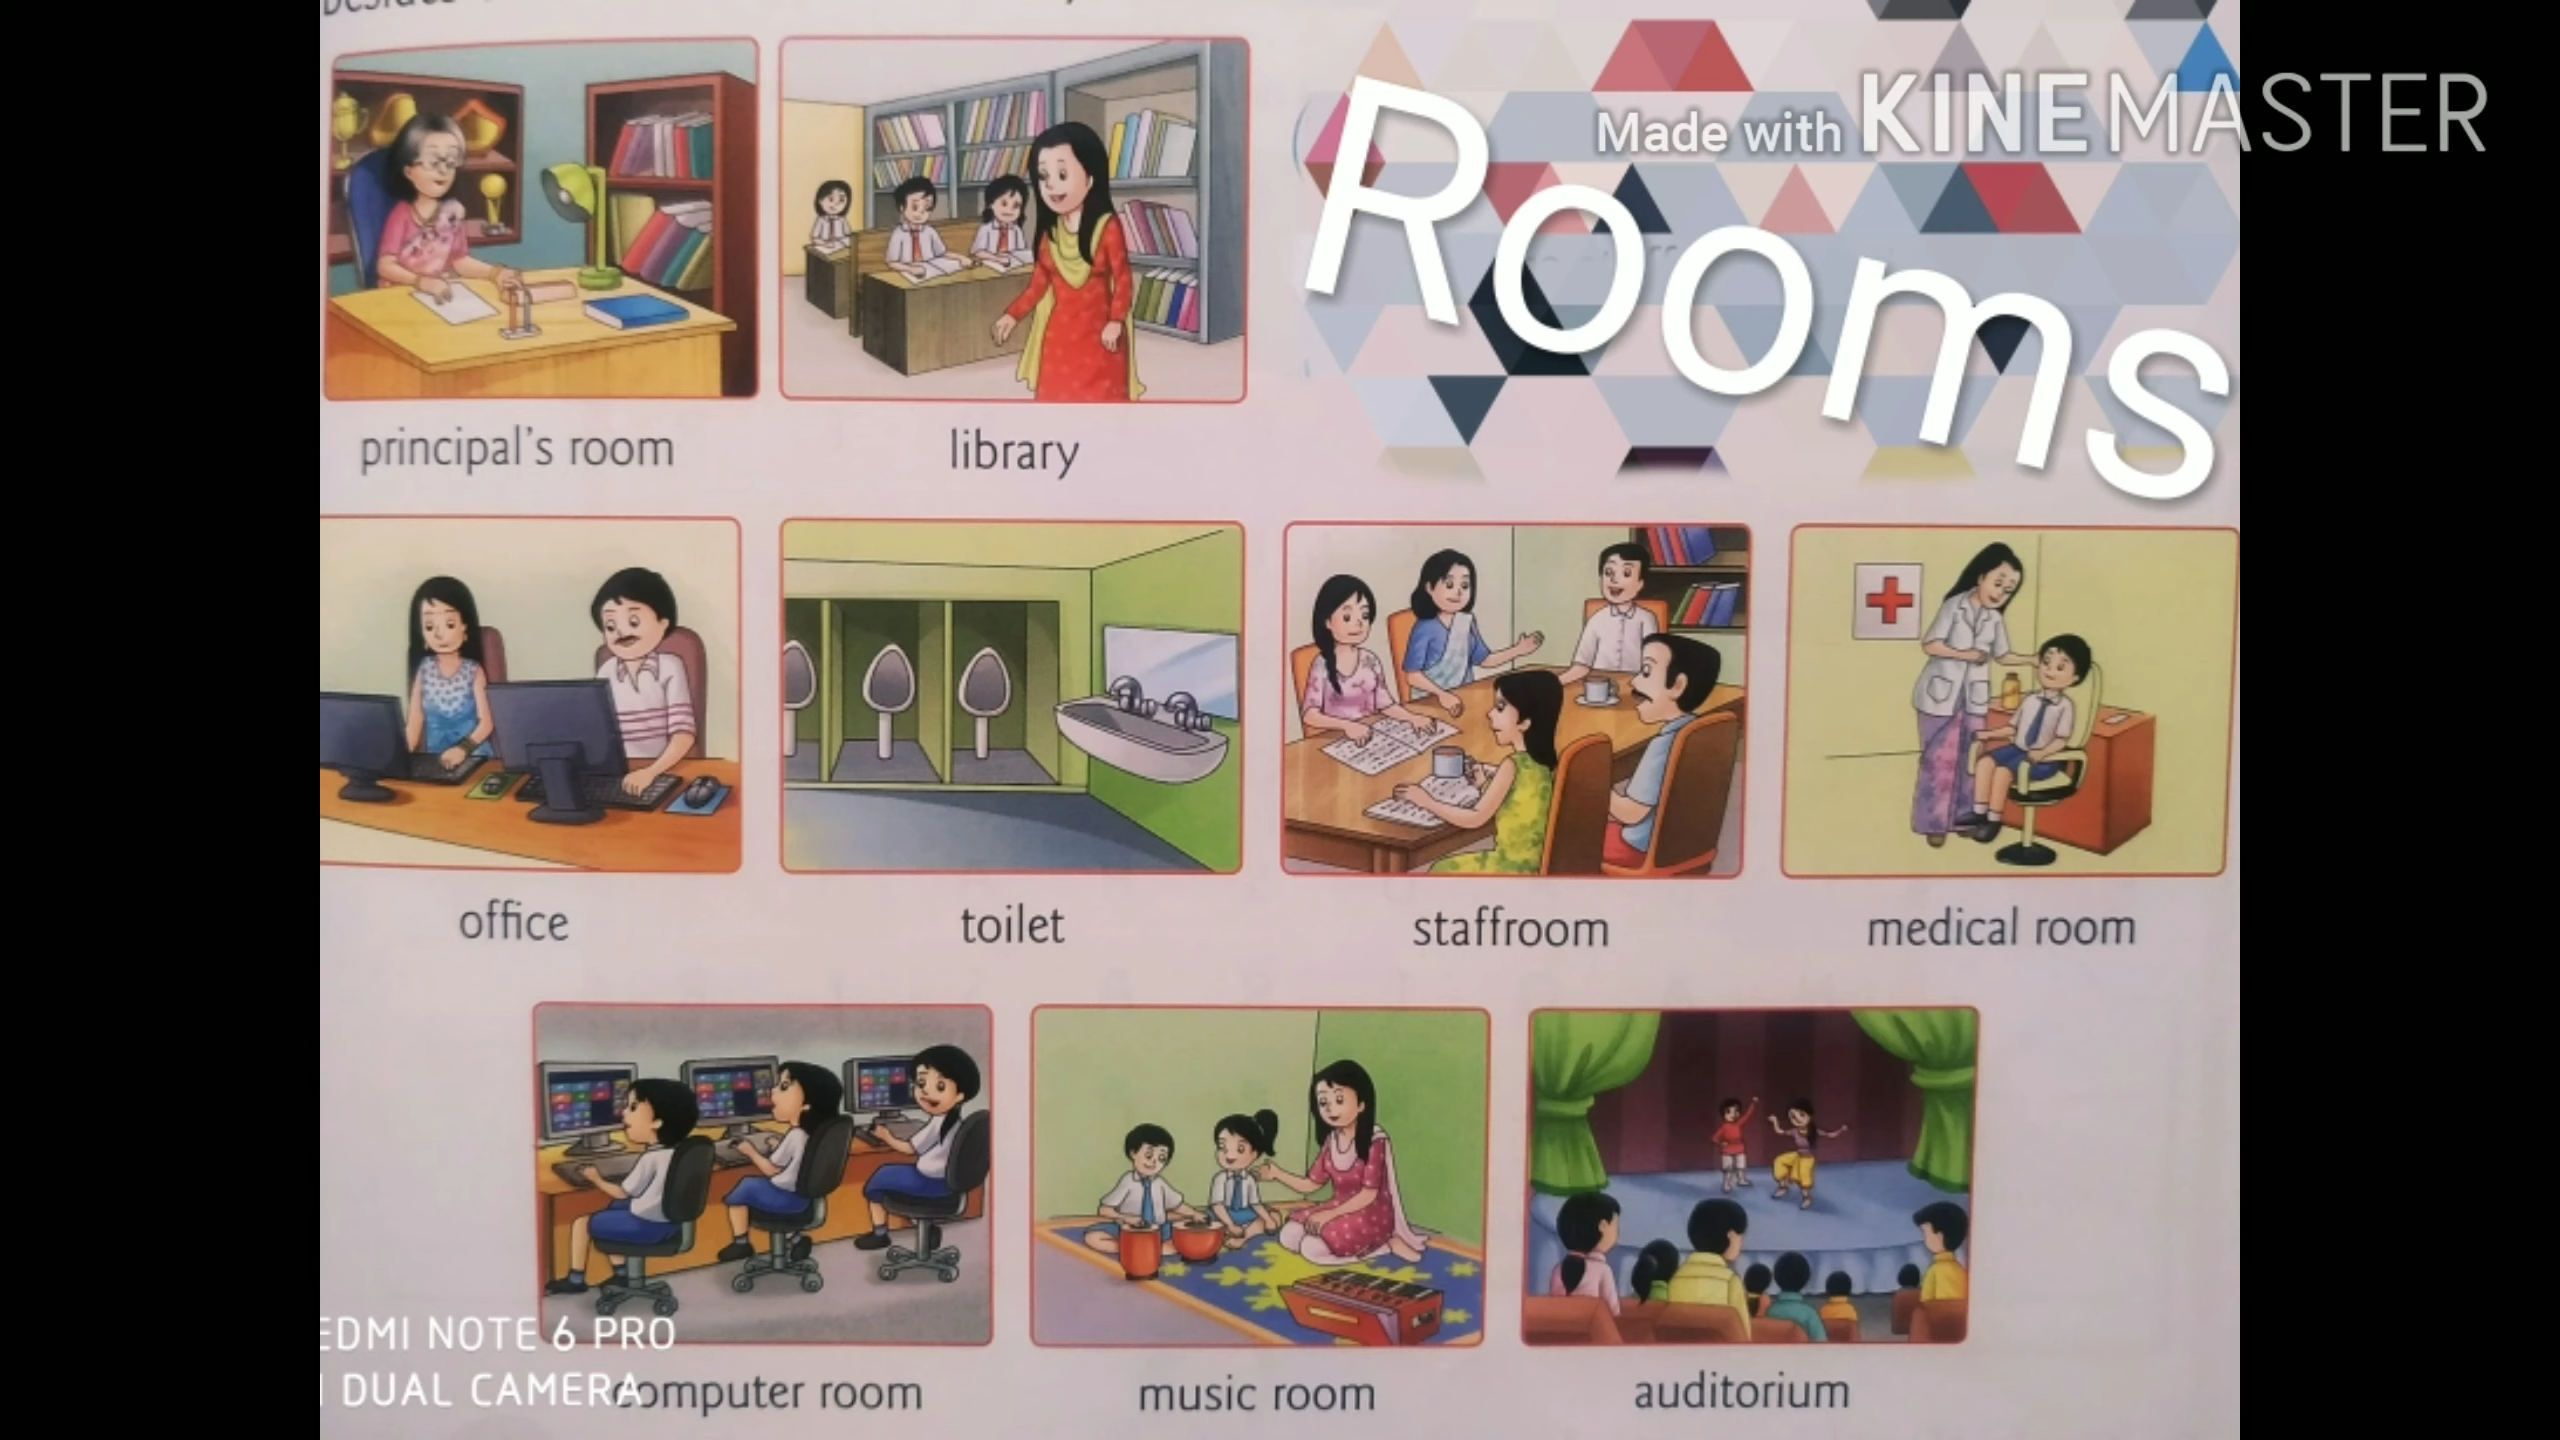 Made with KINEMASTER
Rooms
principal's room
library
office
toilet
staffroom
medical room
computer room
music room
auditorium
EDMI NOTE 6 PRO
DUAL CAMERA